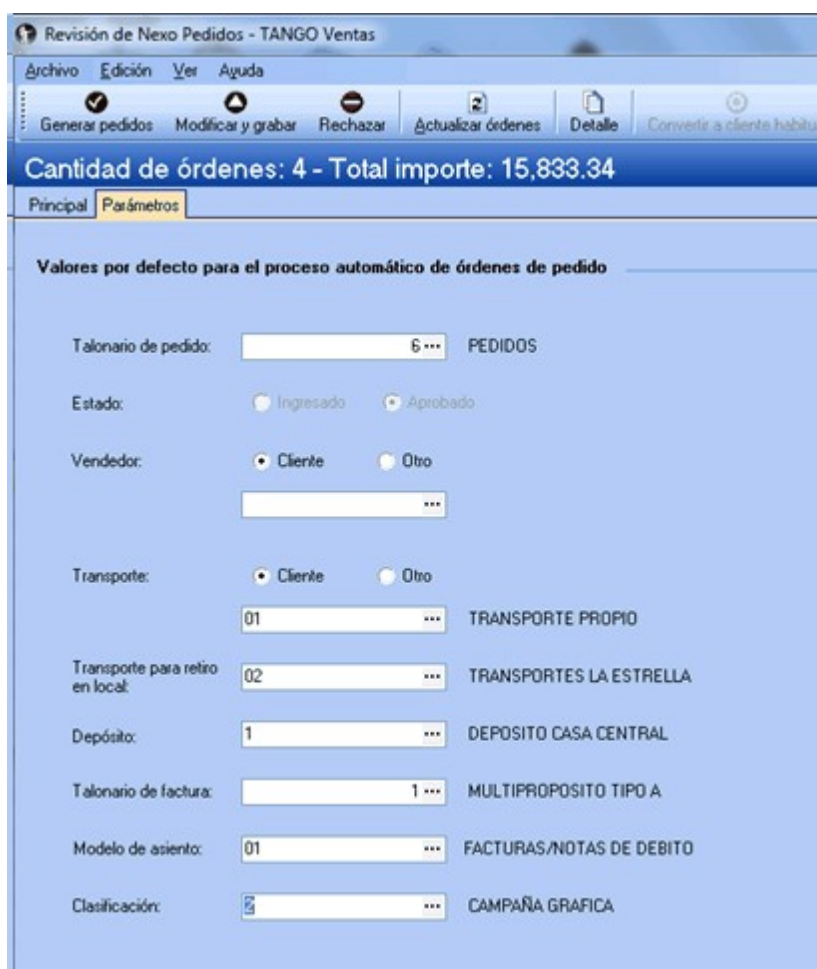 Revisión de Nexo Pedidos - TANGO Ventas
Archivo Edición Ver Ayuda
Generar pedidos Modificar y grabar Rechazar Actualizar órdenes Detalle Convertir a cliente habitu
Cantidad de órdenes: 4 - Total importe: 15,833.34
Principal Parámetros
Valores por defecto para el proceso automático de órdenes de pedido
Talonario de pedido: 6 ... PEDIDOS
Estado: Ingresado Aprobado
Vendedor: Cliente Otro
...
Transporte: Cliente Otro
01 ... TRANSPORTE PROPIO
Transporte para retiro
en local: 02 ... TRANSPORTES LA ESTRELLA
Depósito: 1 ... DEPOSITO CASA CENTRAL
Talonario de factura: 1 ... MULTIPROPOSITO TIPO A
Modelo de asiento: 01 ... FACTURAS/NOTAS DE DEBITO
Clasificación: 2 ... CAMPAÑA GRAFICA